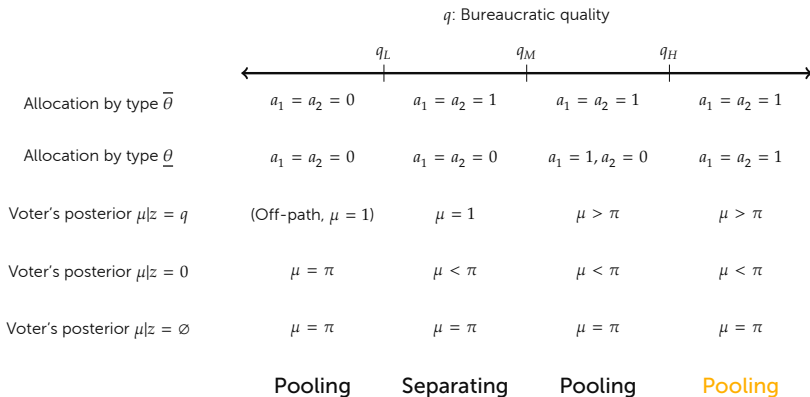 q: Bureaucratic quality
q_L q_M q_H
Allocation by type θ̅ a₁ = a₂ = 0 a₁ = a₂ = 1 a₁ = a₂ = 1 a₁ = a₂ = 1
Allocation by type θ̲ a₁ = a₂ = 0 a₁ = a₂ = 0 a₁ = 1, a₂ = 0 a₁ = a₂ = 1
Voter's posterior μ|z = q (Off-path, μ = 1) μ = 1 μ > π μ > π
Voter's posterior μ|z = 0 μ = π μ < π μ < π μ < π
Voter's posterior μ|z = ∅ μ = π μ = π μ = π μ = π
Pooling Separating Pooling Pooling